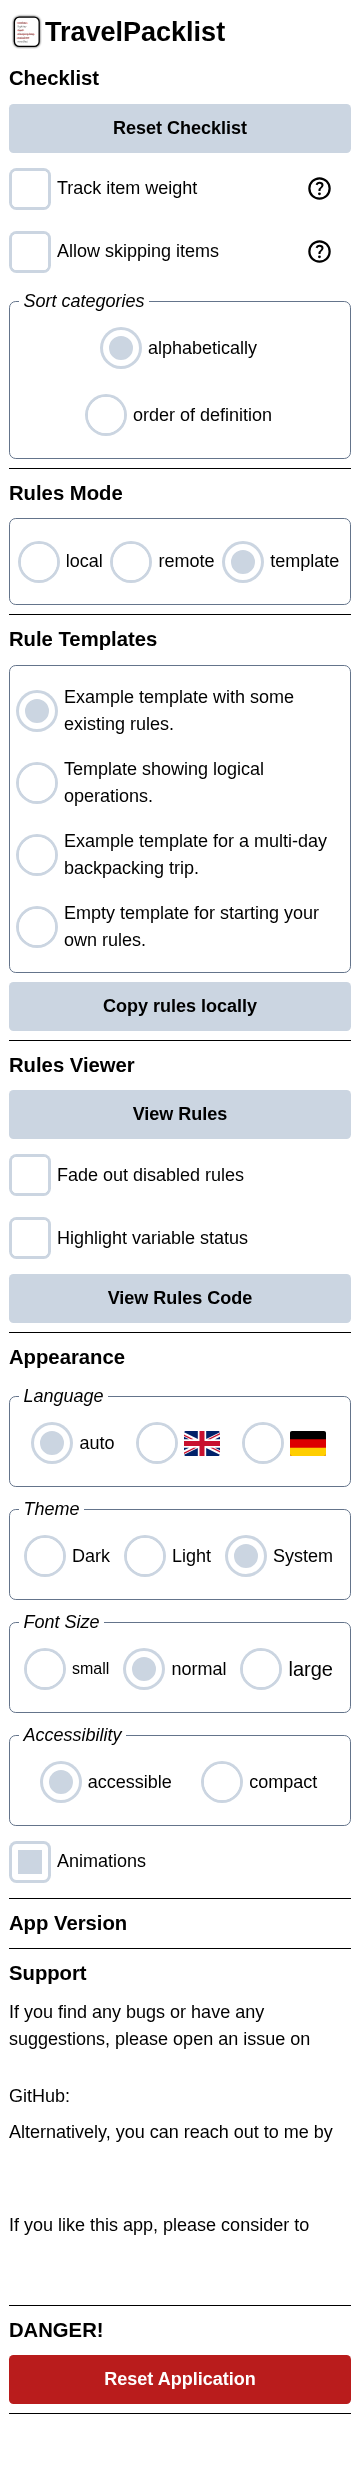 TravelPacklist
Checklist
Reset Checklist
Track item weight
Allow skipping items
Sort categories
alphabetically
order of definition
Rules Mode
local remote template
Rule Templates
Example template with some
existing rules.
Template showing logical
operations.
Example template for a multi-day
backpacking trip.
Empty template for starting your
own rules.
Copy rules locally
Rules Viewer
View Rules
Fade out disabled rules
Highlight variable status
View Rules Code
Appearance
Language
auto
Theme
Dark Light System
Font Size
small normal large
Accessibility
accessible compact
Animations
App Version
Support
If you find any bugs or have any
suggestions, please open an issue on
GitHub:
Alternatively, you can reach out to me by
If you like this app, please consider to
DANGER!
Reset Application